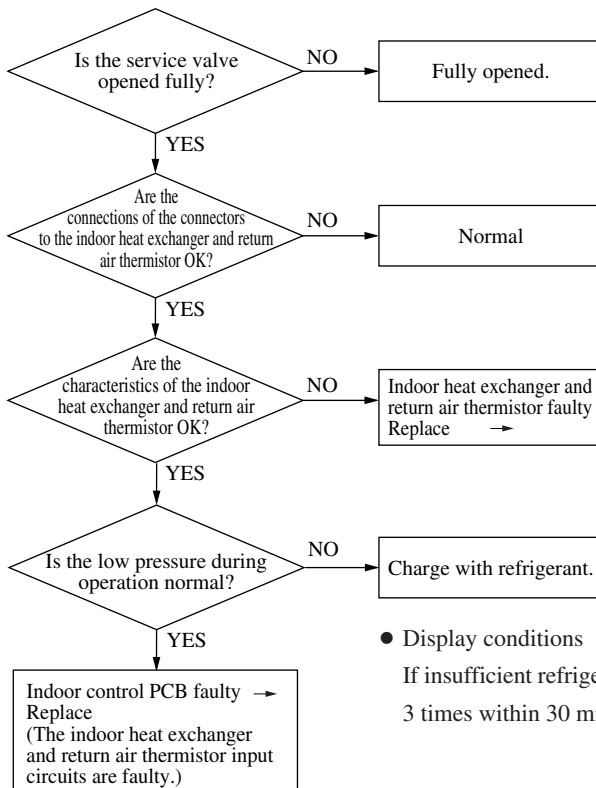 Is the service valve
opened fully?
NO
Fully opened.
YES
Are the
connections of the connectors
to the indoor heat exchanger and return
air thermistor OK?
NO
Normal
YES
Are the
characteristics of the indoor
heat exchanger and return air
thermistor OK?
NO
Indoor heat exchanger and
return air thermistor faulty
Replace →
YES
Is the low pressure during
operation normal?
NO
Charge with refrigerant.
YES
Indoor control PCB faulty →
Replace
(The indoor heat exchanger
and return air thermistor input
circuits are faulty.)
● Display conditions
If insufficient
3 times within 30